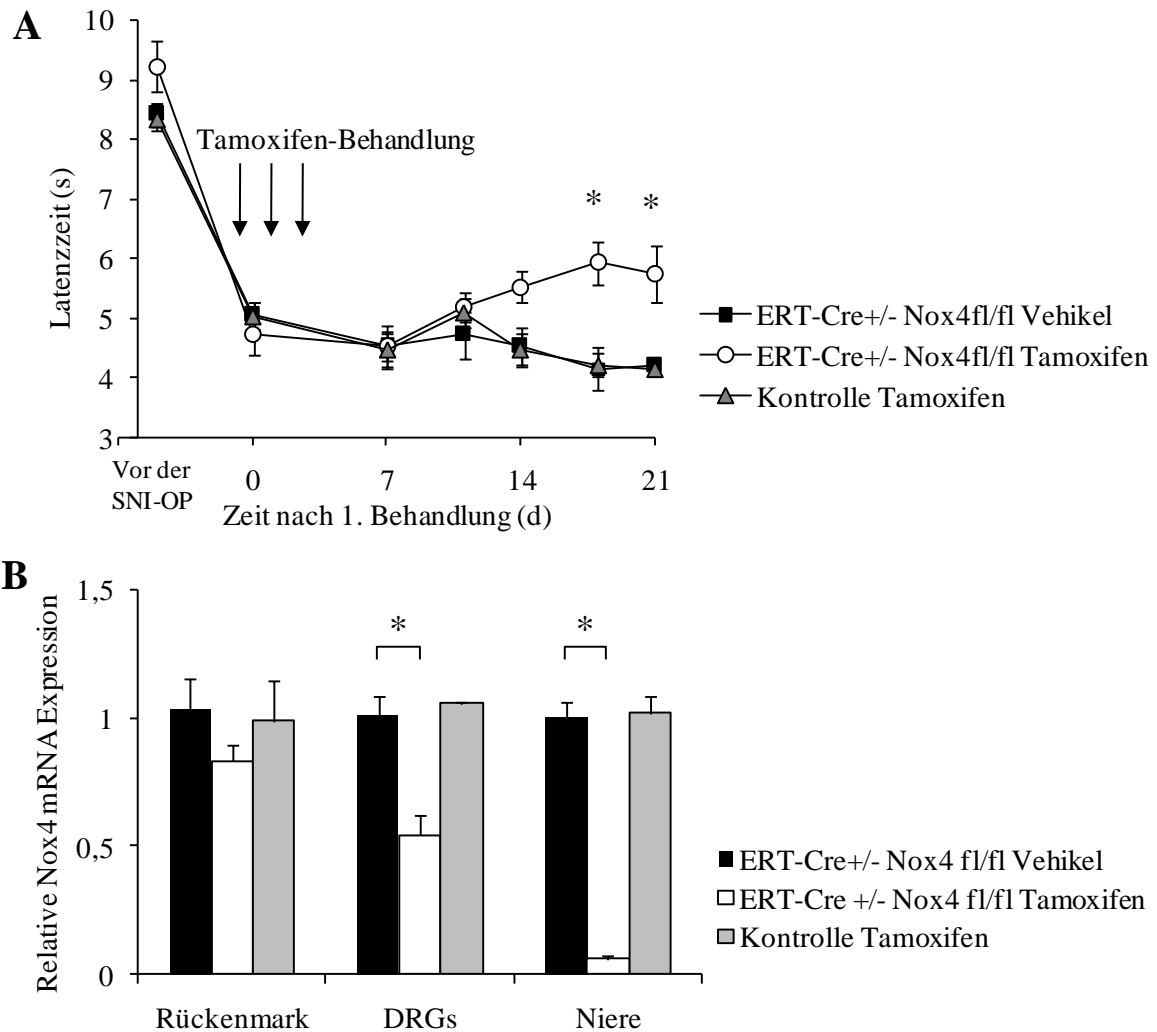 A
10
9
8
7
6
5
4
3
Latenzzeit (s)
Tamoxifen-Behandlung
* *
Vor der
SNI-OP
0 7 14 21
Zeit nach 1. Behandlung (d)
ERT-Cre+/- Nox4fl/fl Vehikel
ERT-Cre+/- Nox4fl/fl Tamoxifen
Kontrolle Tamoxifen
B
1,5
1
0,5
0
Relative Nox4 mRNA Expression
* *
Rückenmark DRGs Niere
ERT-Cre+/- Nox4 fl/fl Vehikel
ERT-Cre +/- Nox4 fl/fl Tamoxifen
Kontrolle Tamoxifen